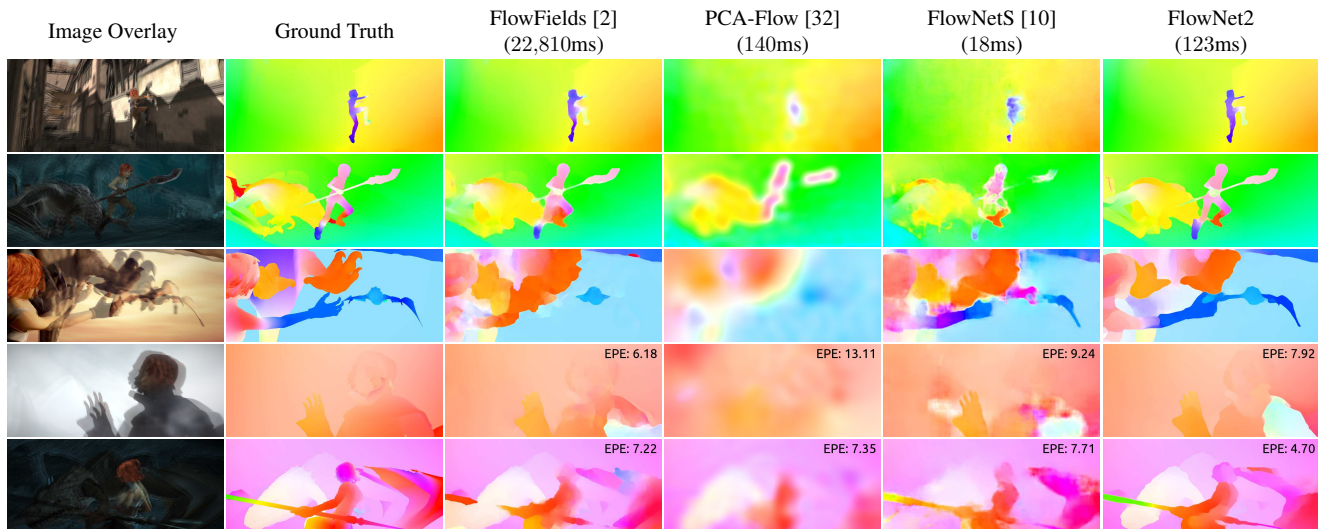 Image Overlay
Ground Truth
FlowFields [2]
(22,810ms)
PCA-Flow [32]
(140ms)
FlowNetS [10]
(18ms)
FlowNet2
(123ms)
EPE: 6.18
EPE: 13.11
EPE: 9.24
EPE: 7.92
EPE: 7.22
EPE: 7.35
EPE: 7.71
EPE: 4.70